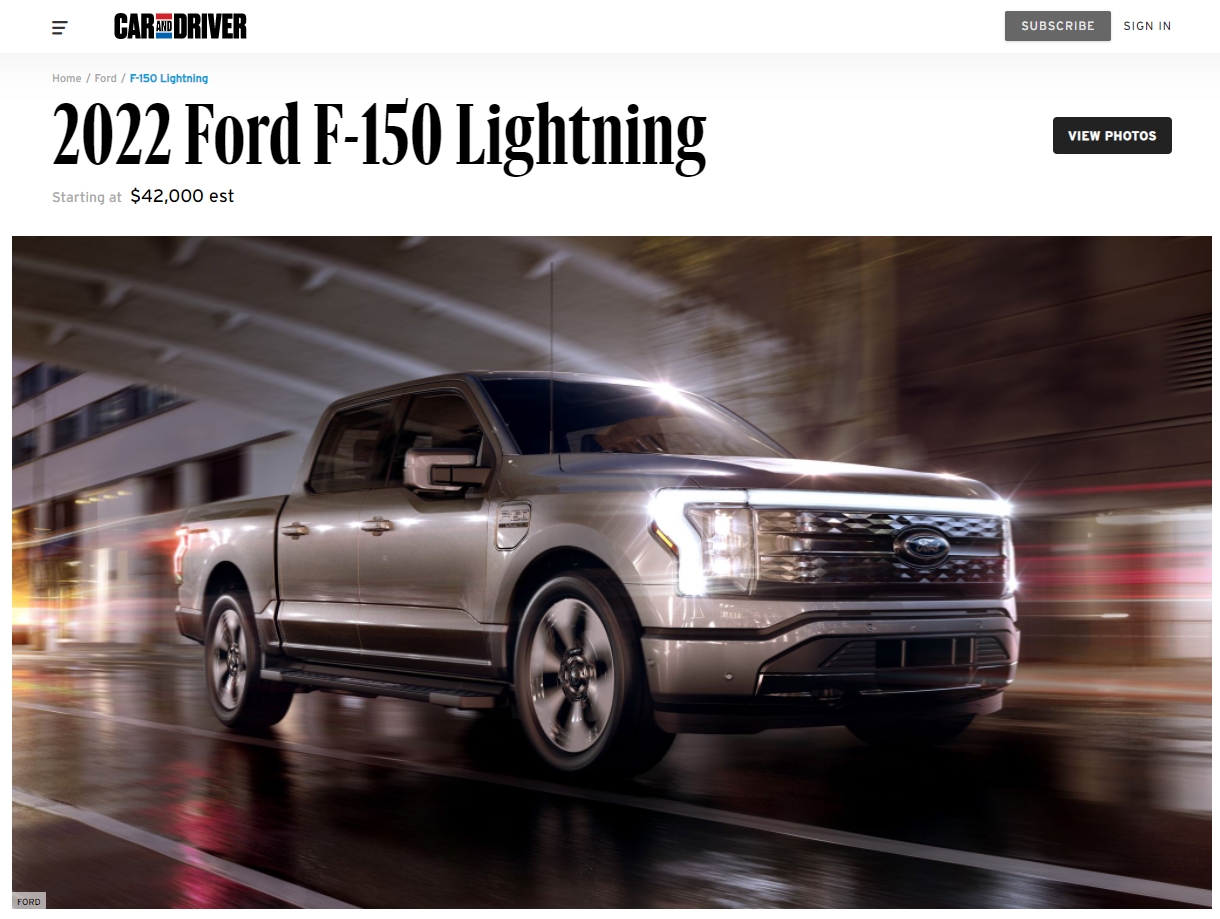 CAR AND DRIVER
SUBSCRIBE
SIGN IN
Home / Ford / F-150 Lightning
2022 Ford F-150 Lightning
VIEW PHOTOS
Starting at $42,000 est
FORD